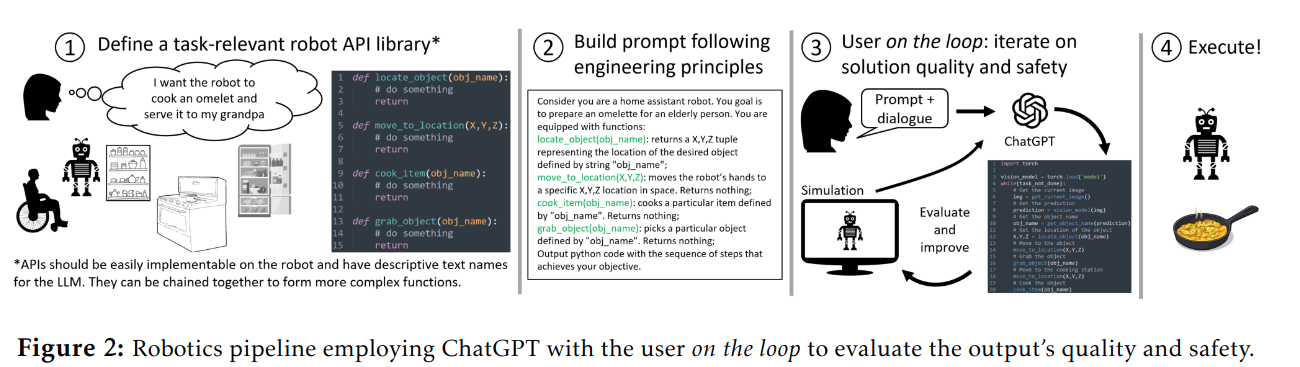 1 Define a task-relevant robot API library*
I want the robot to
cook an omelet and
serve it to my grandpa
1 def locate_object(obj_name):
2 # do something
3 return
4
5 def move_to_location(X,Y,Z):
6 # do something
7 return
8
9 def cook_item(obj_name):
10 # do something
11 return
12
13 def grab_object(obj_name):
14 # do something
15 return
*APIs should be easily implementable on the robot and have descriptive text names
for the LLM. They can be chained together to form more complex functions.
2 Build prompt following
engineering principles
Consider you are a home assistant robot. You goal is
to prepare an omelette for an elderly person. You are
equipped with functions:
locate_object(obj_name): returns a X,Y,Z tuple
representing the location of the desired object
defined by string "obj_name";
move_to_location(X,Y,Z): moves the robot's hands to
a specific X,Y,Z location in space. Returns nothing;
cook_item(obj_name): cooks a particular item defined
by "obj_name". Returns nothing;
grab_object(obj_name): picks a particular object
defined by "obj_name". Returns nothing;
Output python code with the sequence of steps that
achieves your objective.
3 User on the loop: iterate on
solution quality and safety
Prompt +
dialogue
ChatGPT
Simulation
Evaluate
and
improve
1 import torch
2
3 vision_model = torch.load('model')
4 while(task_not_done):
5 # Get the current image
6 img = get_current_image()
7 # Get the prediction
8 prediction = vision_model(img)
9 # Get the object name
10 obj_name = get_object_name(prediction)
11 # Get the location of the object
12 X,Y,Z = locate_object(obj_name)
13 # Move to the object
14 move_to_location(X,Y,Z)
15 # Grab the object
16 grab_object(obj_name)
17 # Move to the cooking station
18 move_to_location(X,Y,Z)
19 # Cook the object
20 cook_item(obj_name)
4 Execute!
Figure 2: Robotics pipeline employing ChatGPT with the user on the loop to evaluate the output's quality and safety.